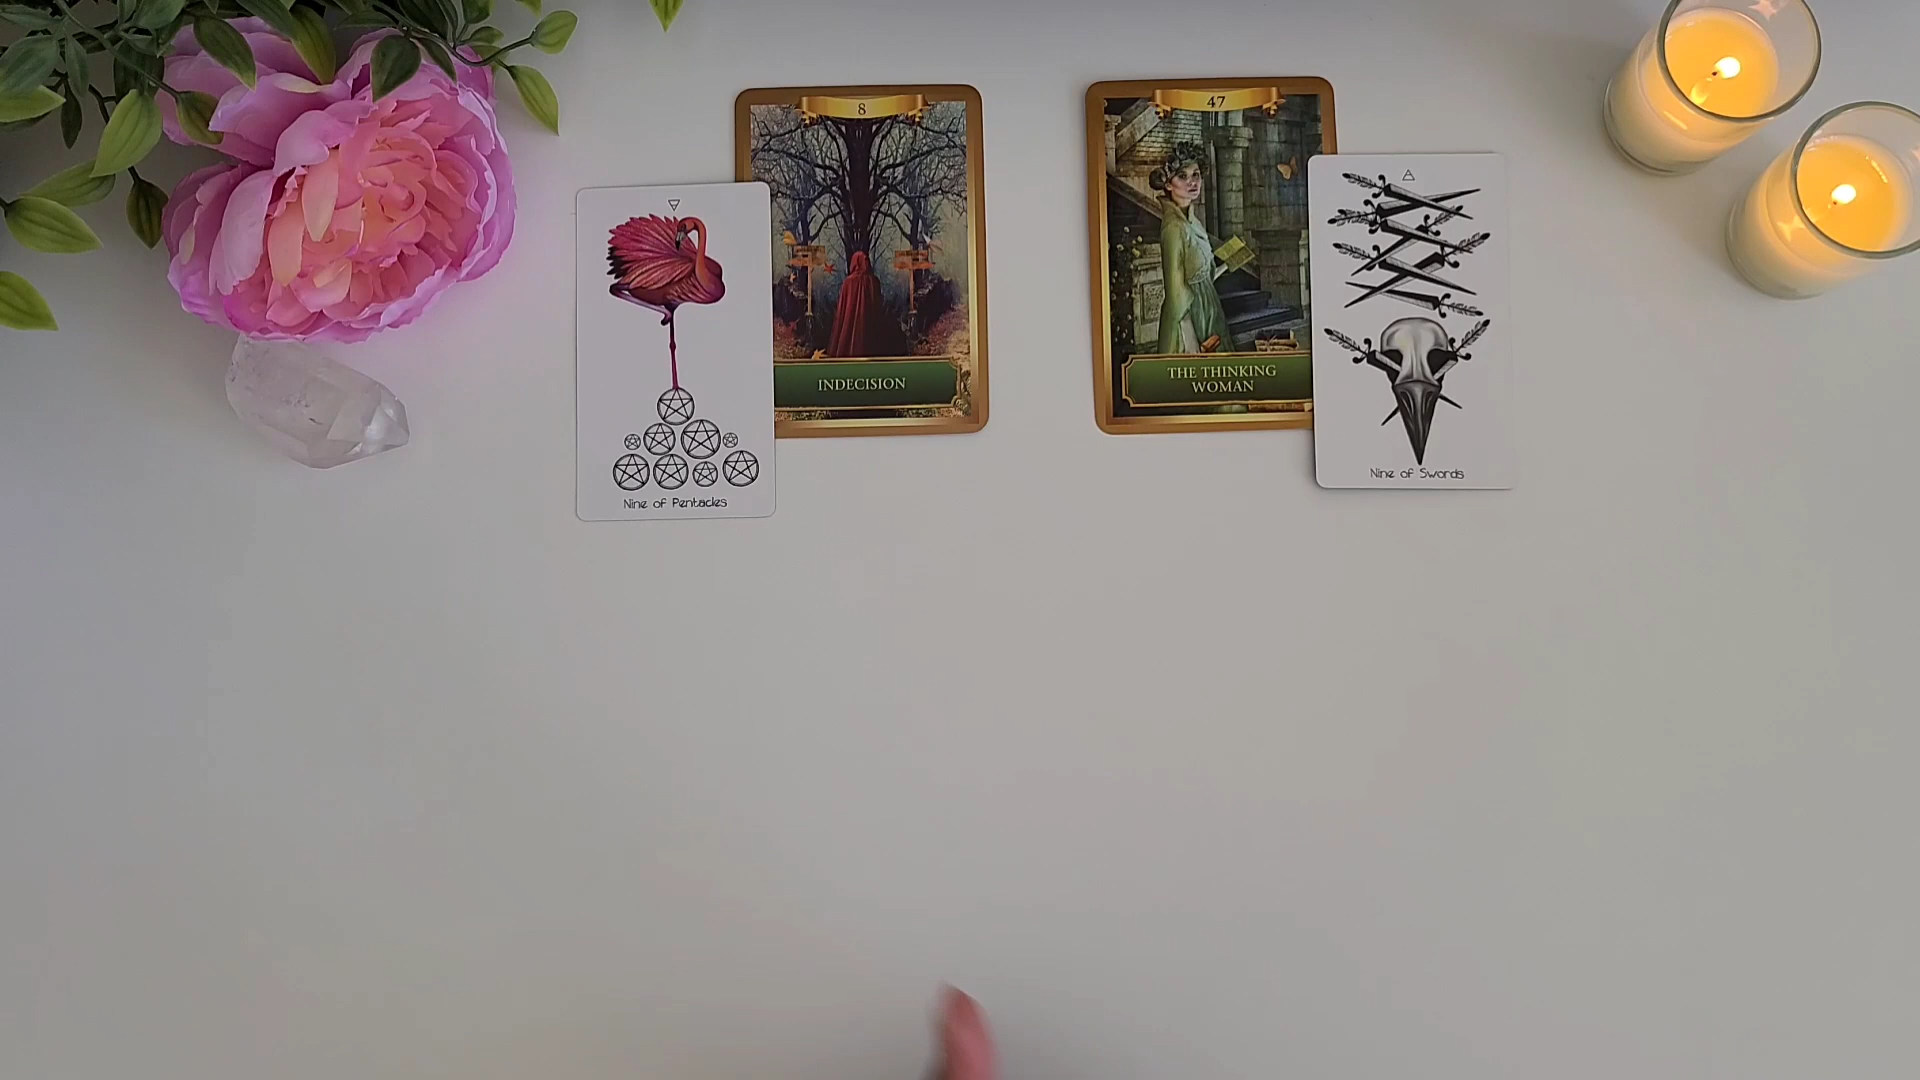 8
INDECISION
Nine of Pentacles
47
THE THINKING
WOMAN
Nine of Swords